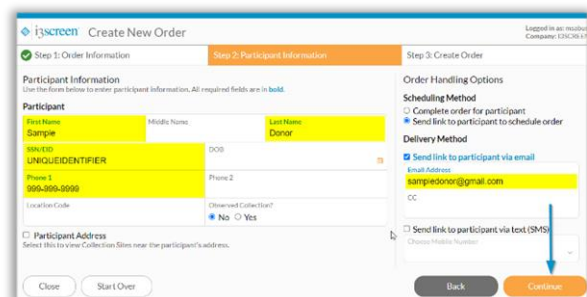 i3screen Create New Order
Logged in as:
Company:
Step 1: Order Information
Step 2: Participant Information
Step 3: Create Order
Participant Information
Use the form below to enter participant information. All required fields are in bold.
Participant
First Name
Sample
Middle Name
Last Name
Donor
SSN/EID
UNIQUEIDENTIFIER
DOB
Phone 1
999-999-9999
Phone 2
Location Code
Observed Collection?
No Yes
Participant Address
Select this to view Collection Sites near the participant's address.
Order Handling Options
Scheduling Method
Complete order for participant
Send link to participant to schedule order
Delivery Method
Send link to participant via email
Email Address
sampledonor@gmail.com
CC
Send link to participant via text (SMS)
Choose Mobile Number
Close
Start Over
Back
Continue